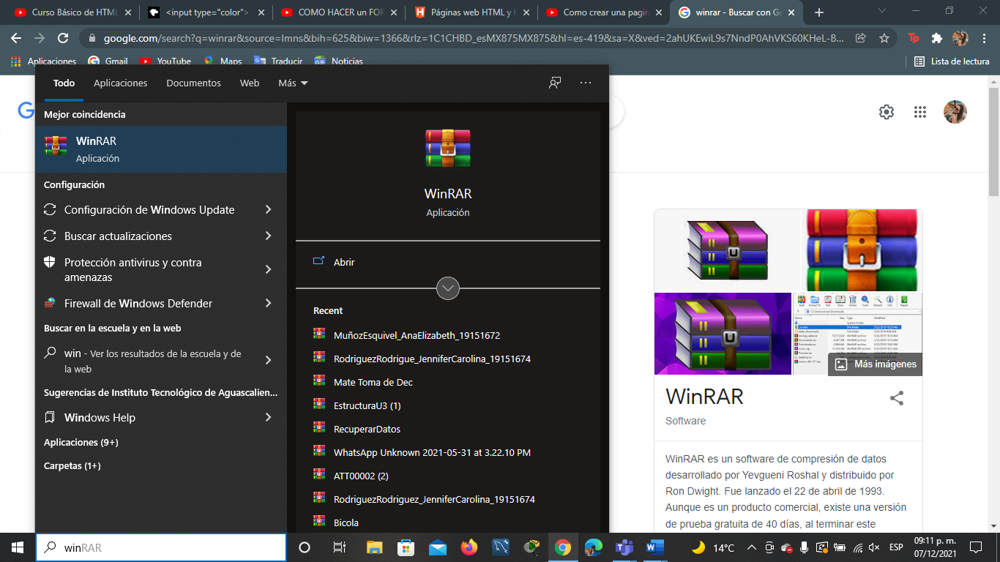 Curso Básico de HTML
<input type="color">
COMO HACER un FOR
Páginas web HTML y h
Como crear una pagin
winrar - Buscar con Go
google.com/search?q=winrar&source=lmns&bih=625&biw=1366&rlz=1C1CHBD_esMX875MX875&hl=es-419&sa=X&ved=2ahUKEwiL9s7NndP0AhVKS60KHeL-B...
Aplicaciones
Gmail
YouTube
Maps
Traducir
Noticias
Lista de lectura
Todo
Aplicaciones
Documentos
Web
Más
Mejor coincidencia
WinRAR
Aplicación
Configuración
Configuración de Windows Update
Buscar actualizaciones
Protección antivirus y contra
amenazas
Firewall de Windows Defender
Buscar en la escuela y en la web
win - Ver los resultados de la escuela y de
la web
Sugerencias de Instituto Tecnológico de Aguascalien...
Windows Help
Aplicaciones (9+)
Carpetas (1+)
WinRAR
Aplicación
Abrir
Recent
MuñozEsquivel_AnaElizabeth_19151672
RodriguezRodrigue_JenniferCarolina_19151674
Mate Toma de Dec
EstructuraU3 (1)
RecuperarDatos
WhatsApp Unknown 2021-05-31 at 3.22.10 PM
ATT00002 (2)
RodriguezRodriguez_JenniferCarolina_19151674
Bicola
Más imágenes
WinRAR
Software
WinRAR es un software de compresión de datos
desarrollado por Yevgueni Roshal y distribuido por
Ron Dwight. Fue lanzado el 22 de abril de 1993.
Aunque es un producto comercial, existe una versión
de prueba gratuita de 40 días, al terminar este
winRAR
14°C
ESP
09:11 p. m.
07/12/2021